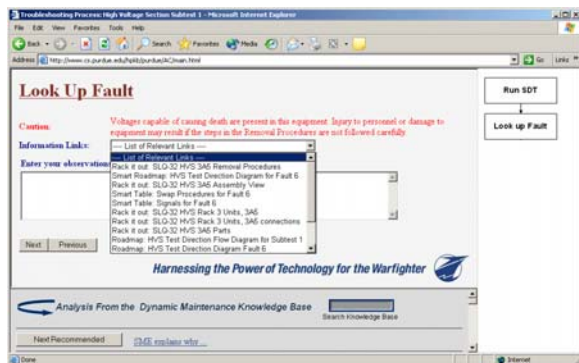 Troubleshooting Process: High Voltage Section Subtest 1 - Microsoft Internet Explorer
File Edit View Favorites Tools Help
Back Search Favorites Media
Address http://www.cs.purdue.edu/hpkb/purdue/AC/main.html Go Links »
Look Up Fault
Caution: Voltages capable of causing death are present in this equipment. Injury to personnel or damage to
equipment may result if the steps in the Removal Procedures are not followed carefully.
Information Links: ---- List of Relevant Links ----
Enter your observation
---- List of Relevant Links ----
Rack it out: SLQ-32 HVS 3A5 Removal Procedures
Smart Roadmap: HVS Test Direction Diagram for Fault 6
Rack it out: SLQ-32 HVS 3A5 Assembly View
Smart Table: Swap Procedures for Fault 6
Smart Table: Signals for Fault 6
Rack it out: SLQ-32 HVS Rack 3 Units, 3A5
Rack it out: SLQ-32 HVS Rack 3 Units, 3A5 connections
Rack it out: SLQ-32 HVS 3A5 Parts
Roadmap: HVS Test Direction Flow Diagram for Subtest 1
Roadmap: HVS Test Direction Diagram Fault 6
Next Previous
Harnessing the Power of Technology for the Warfighter
Analysis From the Dynamic Maintenance Knowledge Base
Search Knowledge Base
Next Recommended SME explains why ...
Run SDT
Look up Fault
Done Internet